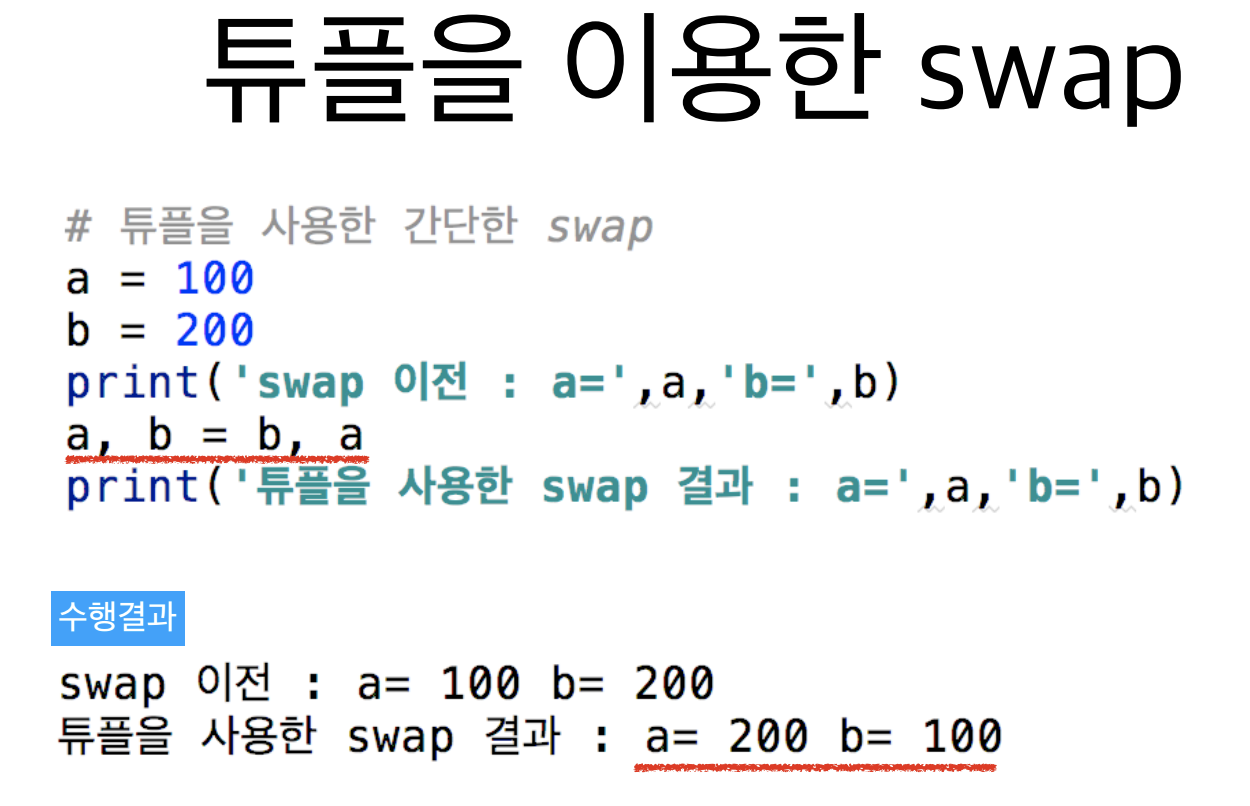 튜플을 이용한 swap
# 튜플을 사용한 간단한 swap
a = 100
b = 200
print('swap 이전 : a=',a,'b=',b)
a, b = b, a
print('튜플을 사용한 swap 결과 : a=',a,'b=',b)
수행결과
swap 이전 : a= 100 b= 200
튜플을 사용한 swap 결과 : a= 200 b= 100